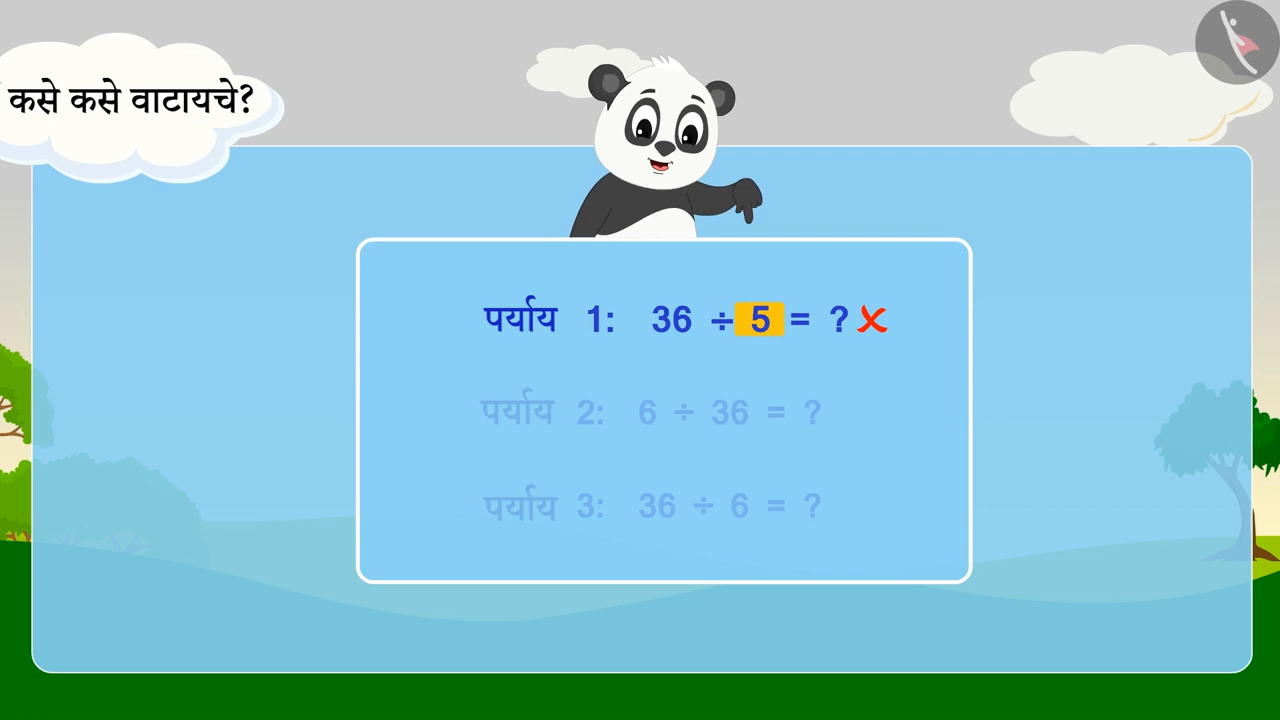 कसे कसे वाटायचे?
पर्याय 1: 36 ÷ 5 = ?
पर्याय 2: 6 ÷ 36 = ?
पर्याय 3: 36 ÷ 6 = ?